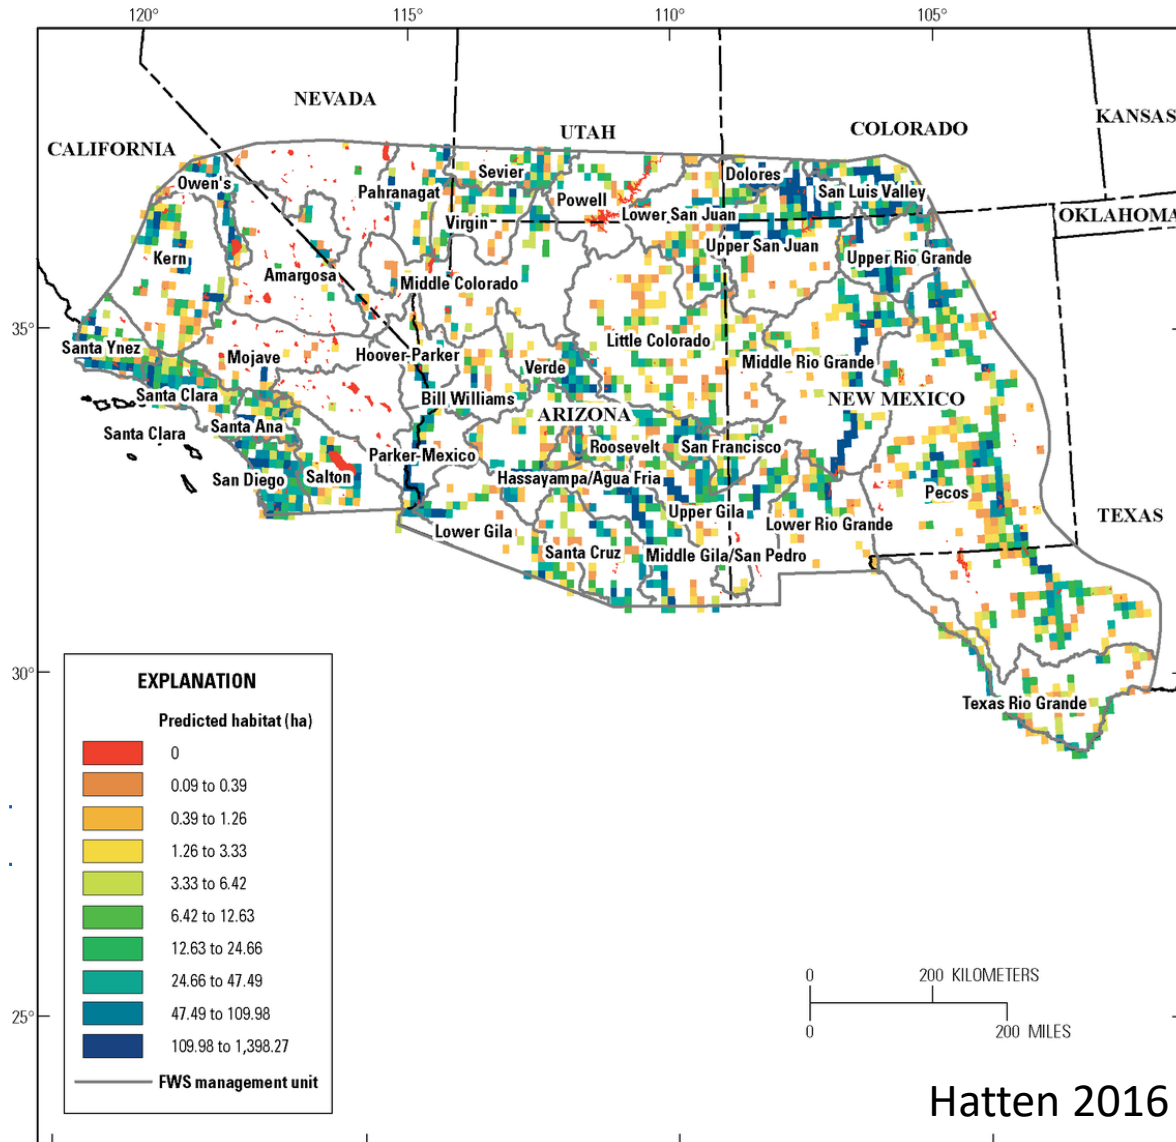 120° 115° 110° 105°
NEVADA
UTAH
COLORADO
KANSAS
CALIFORNIA
Owen's
Pahranagat
Sevier
Virgin
Powell
Lower San Juan
Dolores
San Luis Valley
OKLAHOMA
Upper San Juan
Kern
Amargosa
Middle Colorado
Upper Rio Grande
35°
Santa Ynez
Mojave
Hoover-Parker
Little Colorado
Middle Rio Grande
Verde
Santa Clara
Bill Williams
ARIZONA
NEW MEXICO
Santa Clara
Santa Ana
Roosevelt
San Francisco
Parker-Mexico
San Diego
Salton
Hassayampa/Agua Fria
Pecos
Upper Gila
TEXAS
Lower Gila
Lower Rio Grande
Santa Cruz
Middle Gila/San Pedro
30°
Texas Rio Grande
EXPLANATION
Predicted habitat (ha)
0
0.09 to 0.39
0.39 to 1.26
1.26 to 3.33
3.33 to 6.42
6.42 to 12.63
12.63 to 24.66
24.66 to 47.49
47.49 to 109.98
109.98 to 1,398.27
FWS management unit
0 200 KILOMETERS
0 200 MILES
25°
Hatten 2016